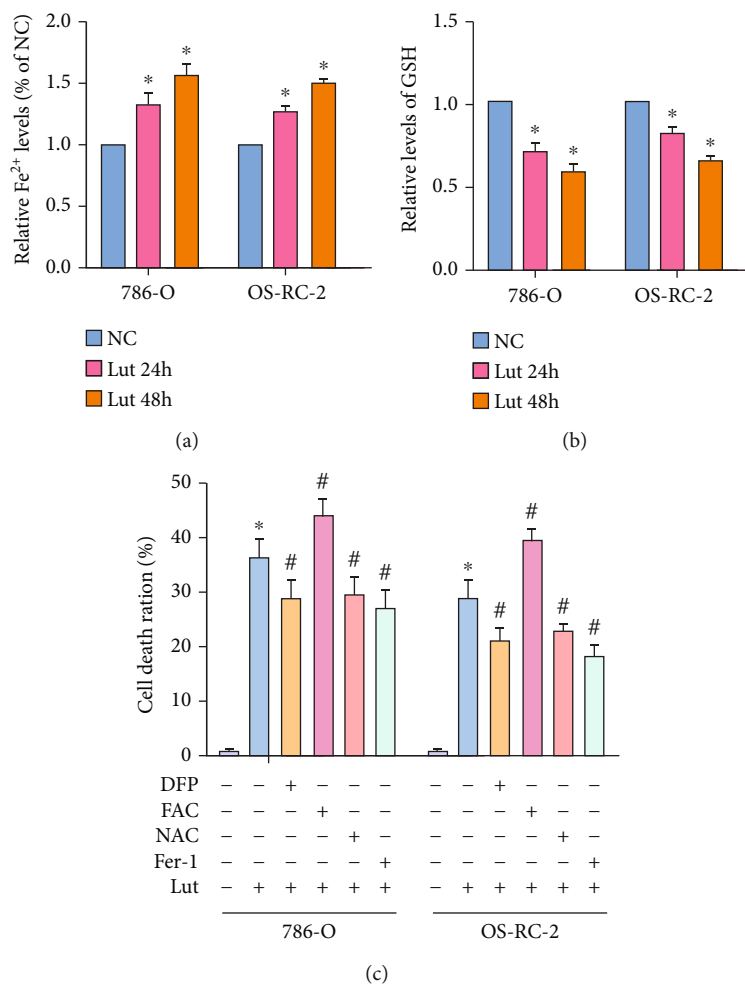 Relative Fe²⁺ levels (% of NC)
2.0
1.5
1.0
0.5
0.0
* * * *
786-O OS-RC-2
NC
Lut 24h
Lut 48h
(a)
Relative levels of GSH
1.5
1.0
0.5
0.0
* * * *
786-O OS-RC-2
NC
Lut 24h
Lut 48h
(b)
Cell death ration (%)
50
40
30
20
10
0
* # # # # * # # # #
DFP – – + – – – – – + – – –
FAC – – – + – – – – – + – –
NAC – – – – + – – – – – + –
Fer-1 – – – – – + – – – – – +
Lut – + + + + + – + + + + +
786-O OS-RC-2
(c)